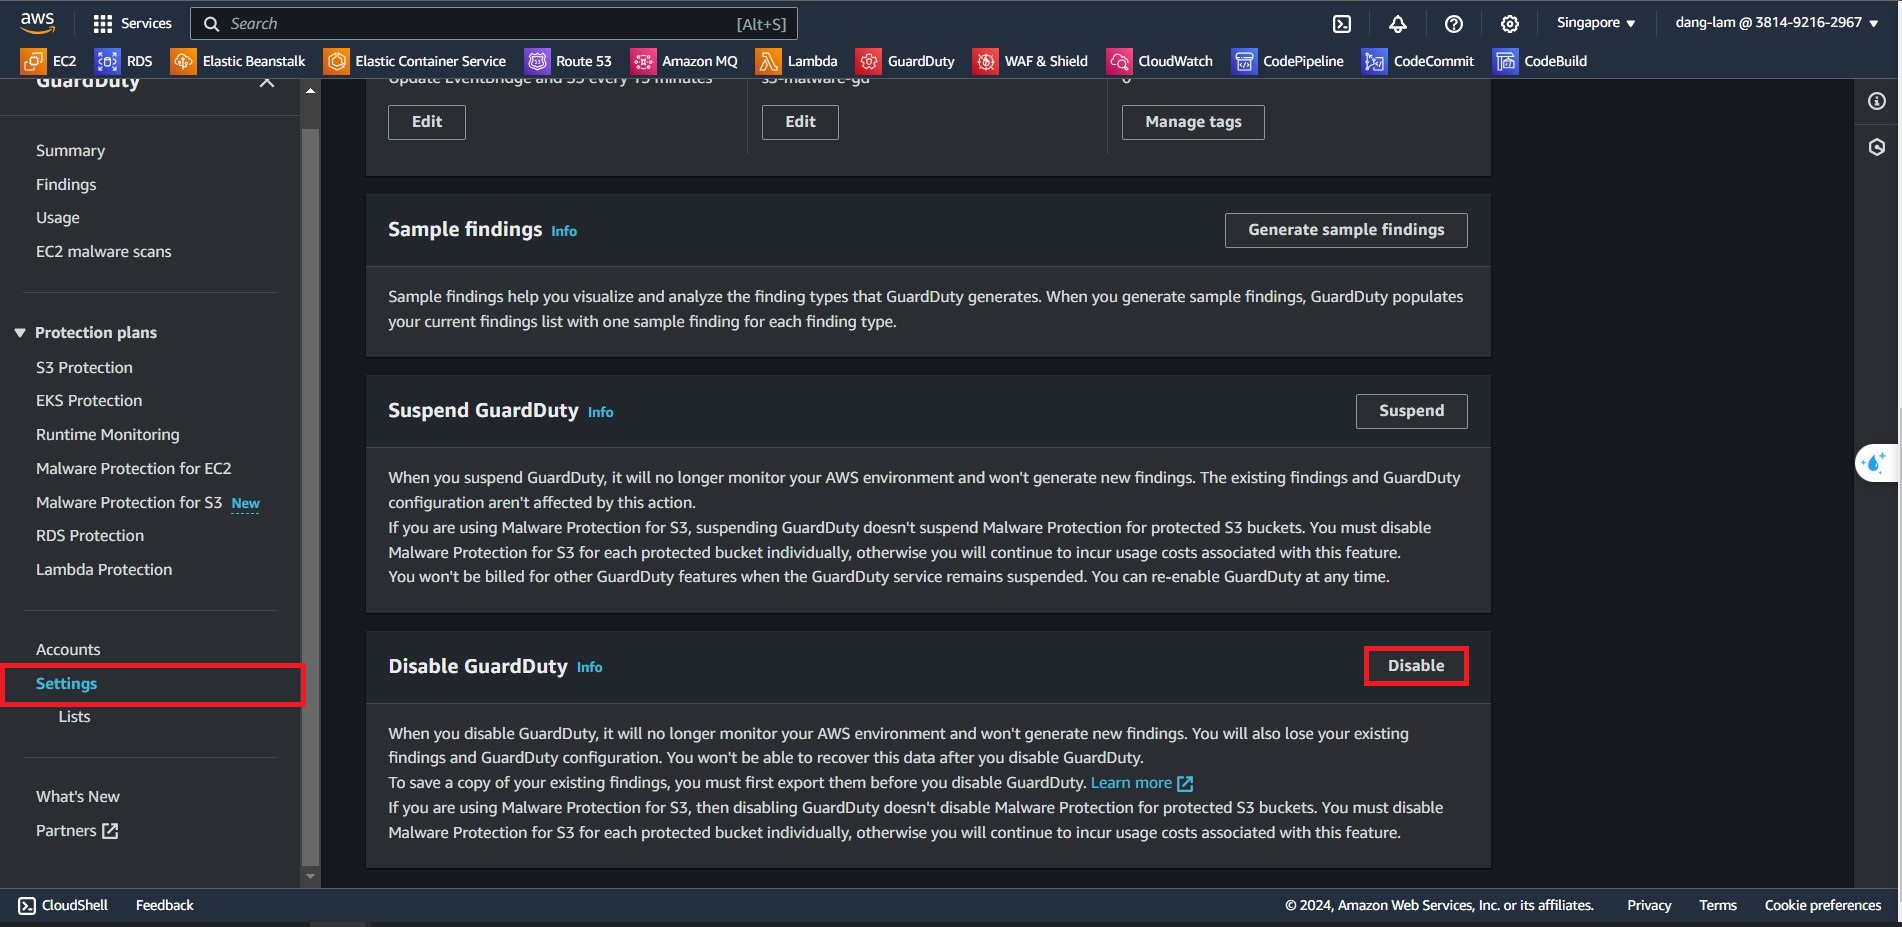 aws
Services
Search
[Alt+S]
Singapore
dang-lam @ 3814-9216-2967
EC2
RDS
Elastic Beanstalk
Elastic Container Service
Route 53
Amazon MQ
Lambda
GuardDuty
WAF & Shield
CloudWatch
CodePipeline
CodeCommit
CodeBuild
GuardDuty
Summary
Findings
Usage
EC2 malware scans
Protection plans
S3 Protection
EKS Protection
Runtime Monitoring
Malware Protection for EC2
Malware Protection for S3 New
RDS Protection
Lambda Protection
Accounts
Settings
Lists
What's New
Partners
Update EventBridge and S3 every 15 minutes
s3-malware-gd
0
Edit
Edit
Manage tags
Sample findings Info
Generate sample findings
Sample findings help you visualize and analyze the finding types that GuardDuty generates. When you generate sample findings, GuardDuty populates
your current findings list with one sample finding for each finding type.
Suspend GuardDuty Info
Suspend
When you suspend GuardDuty, it will no longer monitor your AWS environment and won't generate new findings. The existing findings and GuardDuty
configuration aren't affected by this action.
If you are using Malware Protection for S3, suspending GuardDuty doesn't suspend Malware Protection for protected S3 buckets. You must disable
Malware Protection for S3 for each protected bucket individually, otherwise you will continue to incur usage costs associated with this feature.
You won't be billed for other GuardDuty features when the GuardDuty service remains suspended. You can re-enable GuardDuty at any time.
Disable GuardDuty Info
Disable
When you disable GuardDuty, it will no longer monitor your AWS environment and won't generate new findings. You will also lose your existing
findings and GuardDuty configuration. You won't be able to recover this data after you disable GuardDuty.
To save a copy of your existing findings, you must first export them before you disable GuardDuty. Learn more
If you are using Malware Protection for S3, then disabling GuardDuty doesn't disable Malware Protection for protected S3 buckets. You must disable
Malware Protection for S3 for each protected bucket individually, otherwise you will continue to incur usage costs associated with this feature.
CloudShell
Feedback
© 2024, Amazon Web Services, Inc. or its affiliates.
Privacy
Terms
Cookie preferences